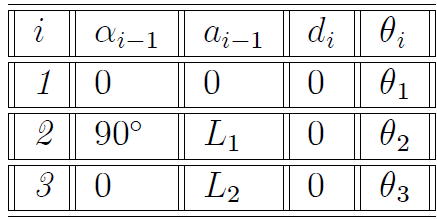 i α_{i−1} a_{i−1} d_i θ_i
1 0 0 0 θ_1
2 90° L_1 0 θ_2
3 0 L_2 0 θ_3